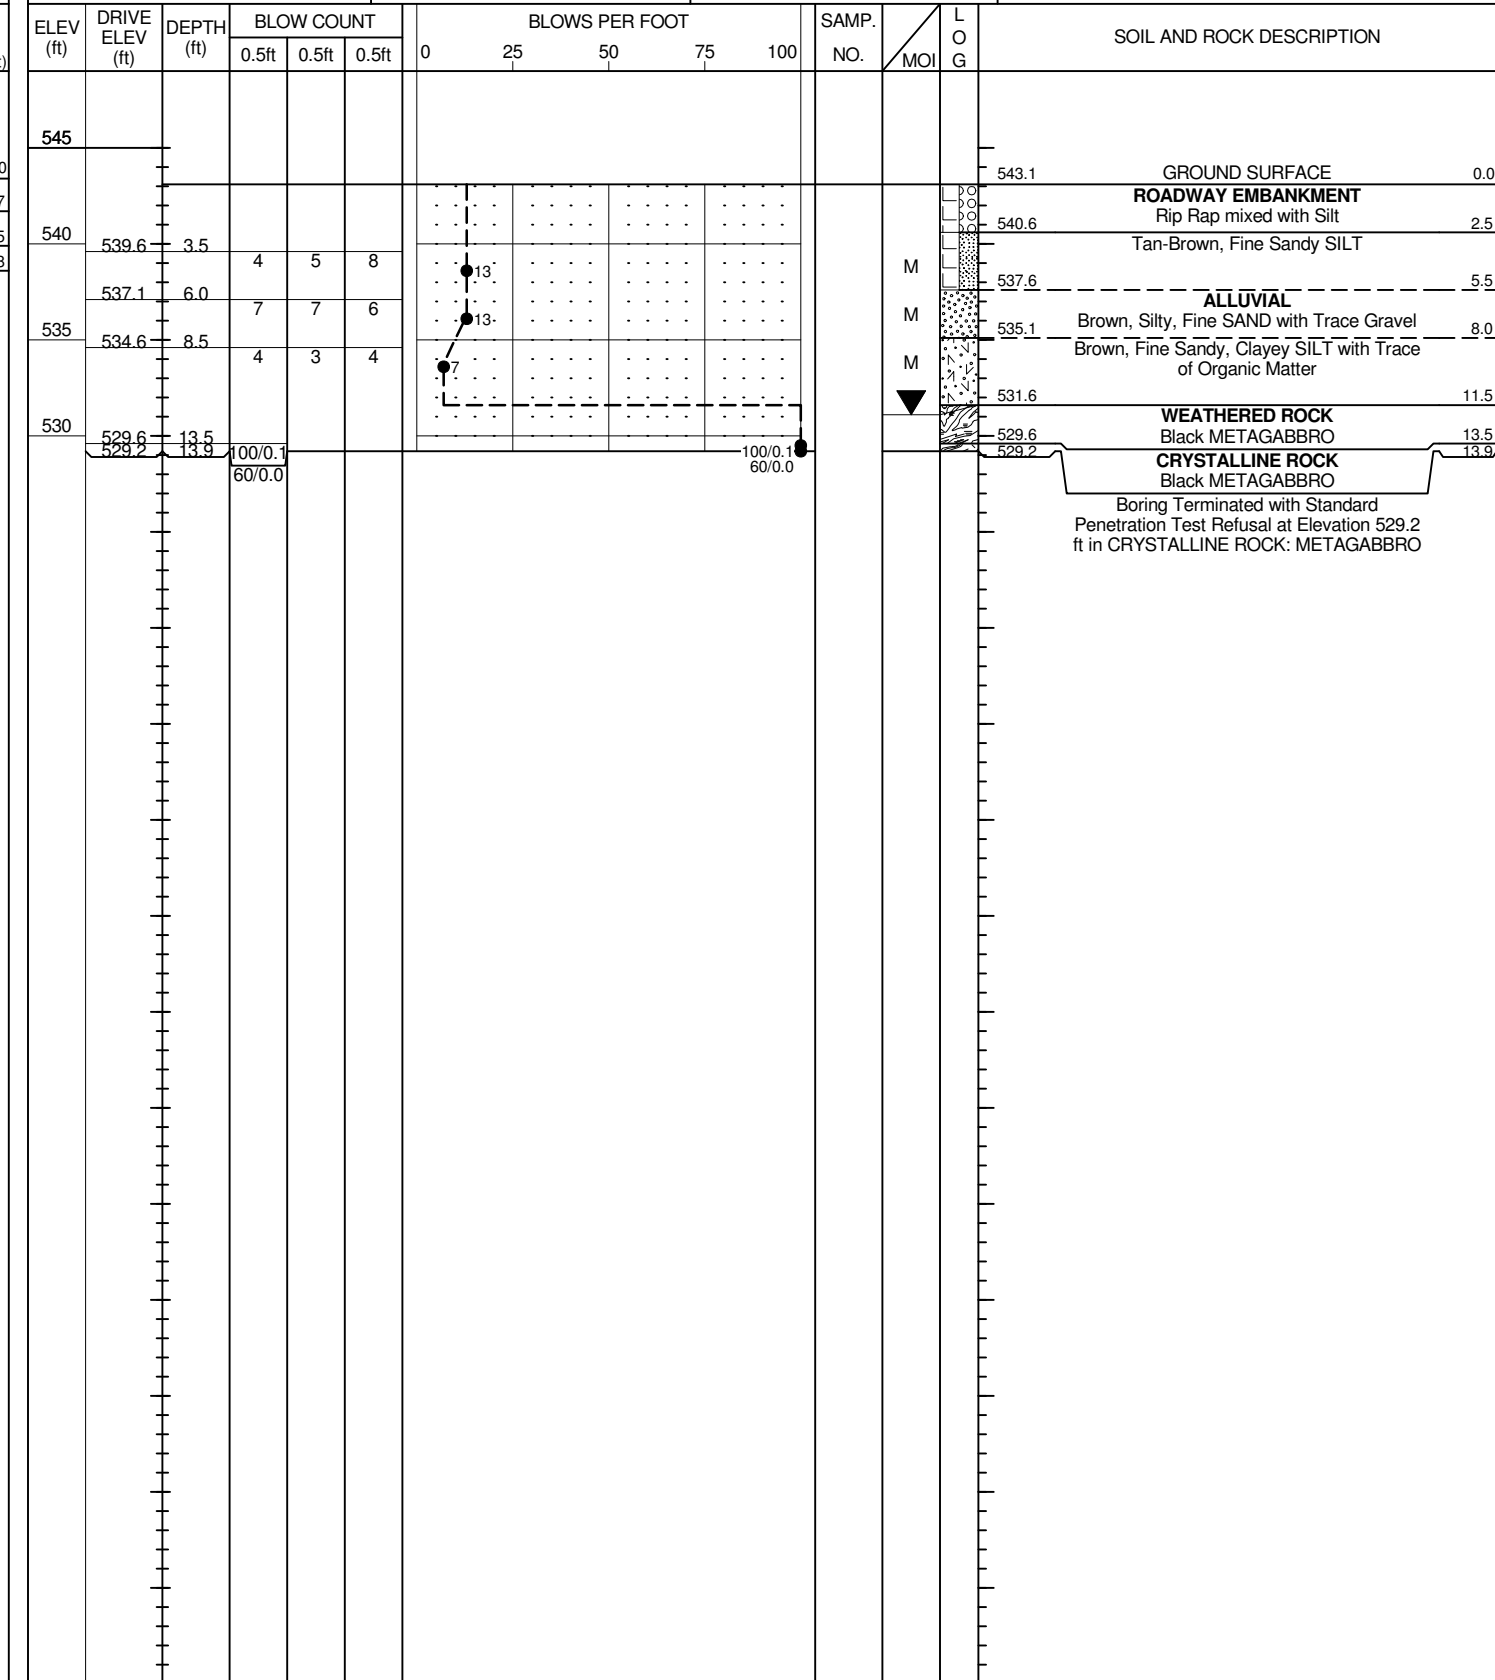 ELEV (ft) DRIVE ELEV (ft) DEPTH (ft) BLOW COUNT BLOWS PER FOOT SAMP. NO. MOI LOG SOIL AND ROCK DESCRIPTION
0.5ft 0.5ft 0.5ft 0 25 50 75 100
545
543.1 GROUND SURFACE 0.0
ROADWAY EMBANKMENT
Rip Rap mixed with Silt
540.6 2.5
540
Tan-Brown, Fine Sandy SILT
539.6 3.5
4 5 8 13 M
537.6 5.5
537.1 6.0
ALLUVIAL
7 7 6 13 M
Brown, Silty, Fine SAND with Trace Gravel
535
535.1 8.0
534.6 8.5
Brown, Fine Sandy, Clayey SILT with Trace
4 3 4 7 M
of Organic Matter
531.6 11.5
WEATHERED ROCK
530
529.6 13.5
529.6 Black METAGABBRO 13.5
529.2 13.9 100/0.1 100/0.1
529.2 13.9
60/0.0 60/0.0
CRYSTALLINE ROCK
Black METAGABBRO
Boring Terminated with Standard
Penetration Test Refusal at Elevation 529.2
ft in CRYSTALLINE ROCK: METAGABBRO